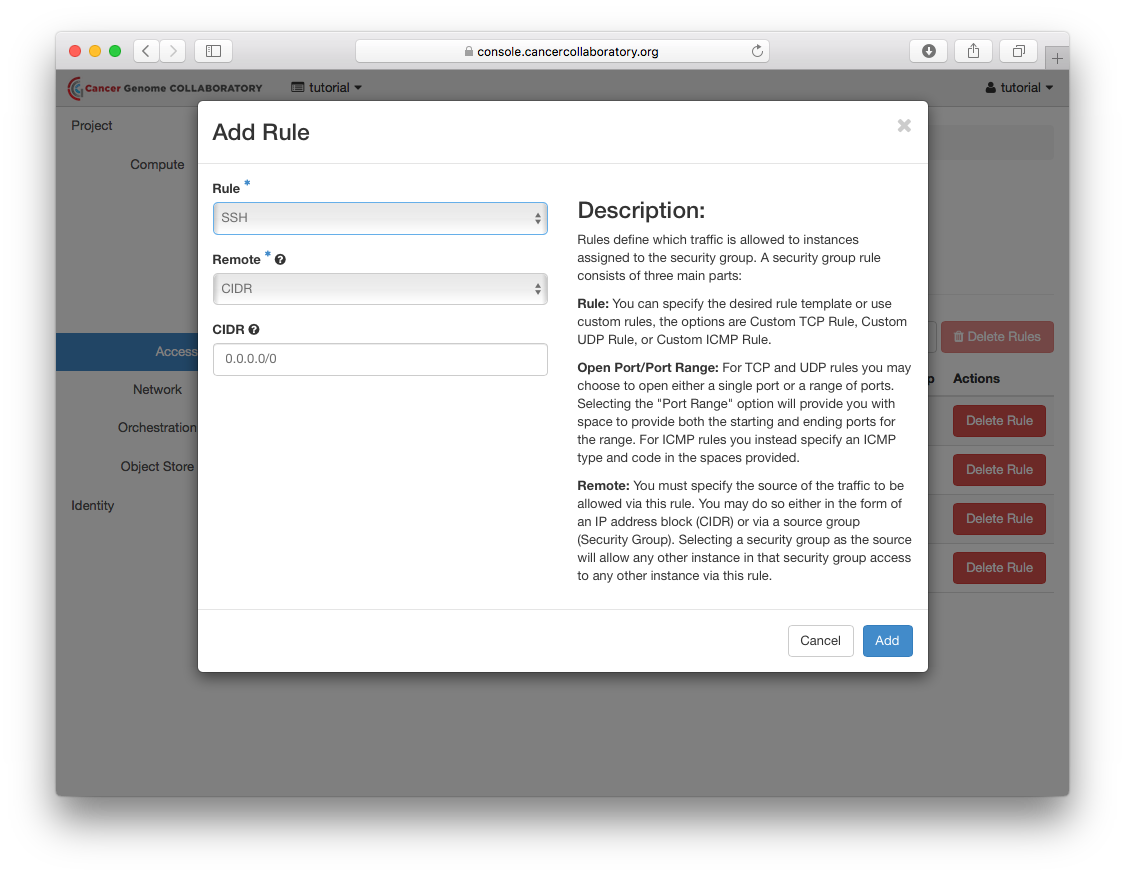 console.cancercollaboratory.org
Cancer Genome COLLABORATORY
tutorial
tutorial
Project
Compute
Access
Network
Orchestration
Object Store
Identity
Add Rule
Rule *
SSH
Remote *
CIDR
CIDR
0.0.0.0/0
Description:
Rules define which traffic is allowed to instances
assigned to the security group. A security group rule
consists of three main parts:
Rule: You can specify the desired rule template or use
custom rules, the options are Custom TCP Rule, Custom
UDP Rule, or Custom ICMP Rule.
Open Port/Port Range: For TCP and UDP rules you may
choose to open either a single port or a range of ports.
Selecting the "Port Range" option will provide you with
space to provide both the starting and ending ports for
the range. For ICMP rules you instead specify an ICMP
type and code in the spaces provided.
Remote: You must specify the source of the traffic to be
allowed via this rule. You may do so either in the form of
an IP address block (CIDR) or via a source group
(Security Group). Selecting a security group as the source
will allow any other instance in that security group access
to any other instance via this rule.
Cancel
Add
Delete Rules
p
Actions
Delete Rule
Delete Rule
Delete Rule
Delete Rule